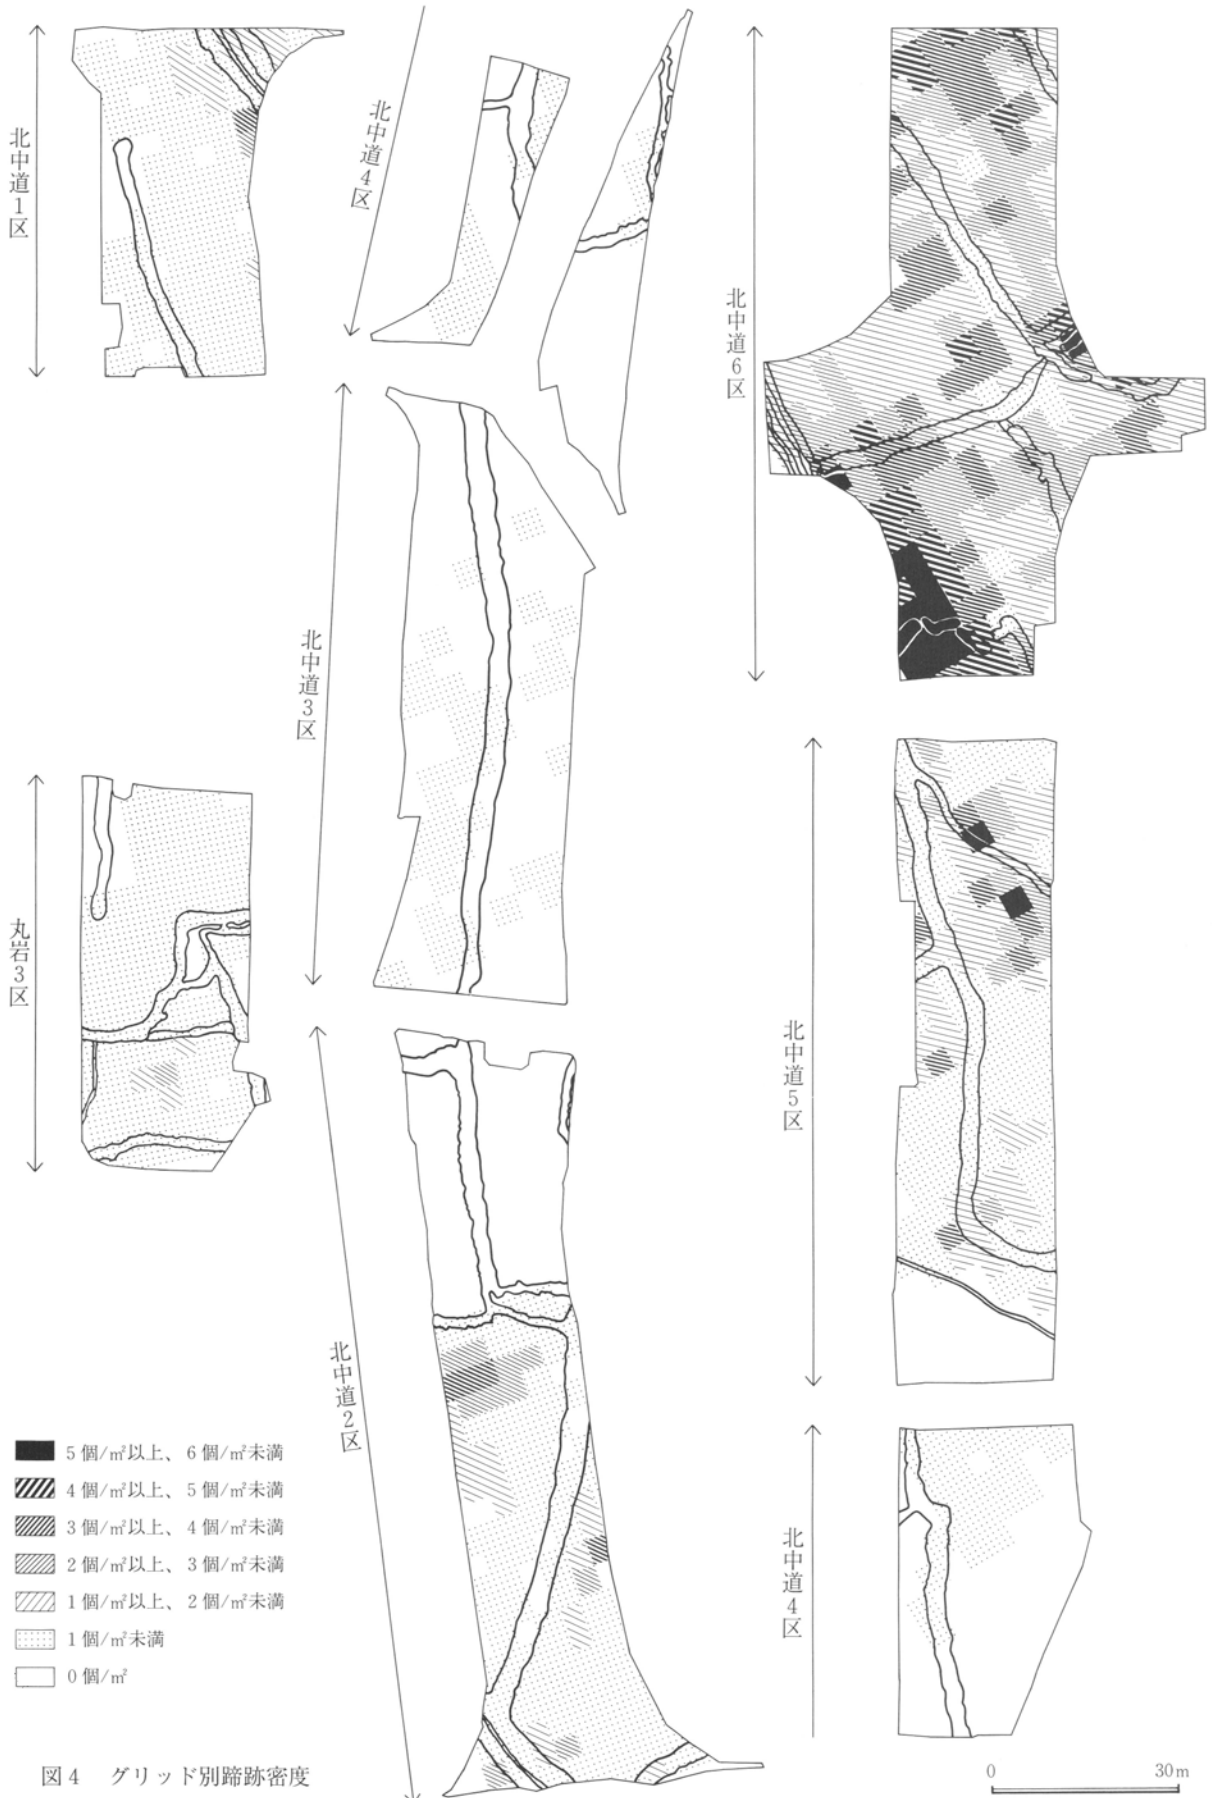 北中道1区
北中道4区
北中道6区
北中道3区
丸岩3区
北中道5区
北中道2区
北中道4区
5個/㎡以上、6個/㎡未満
4個/㎡以上、5個/㎡未満
3個/㎡以上、4個/㎡未満
2個/㎡以上、3個/㎡未満
1個/㎡以上、2個/㎡未満
1個/㎡未満
0個/㎡
図4 グリッド別蹄跡密度
0 30m